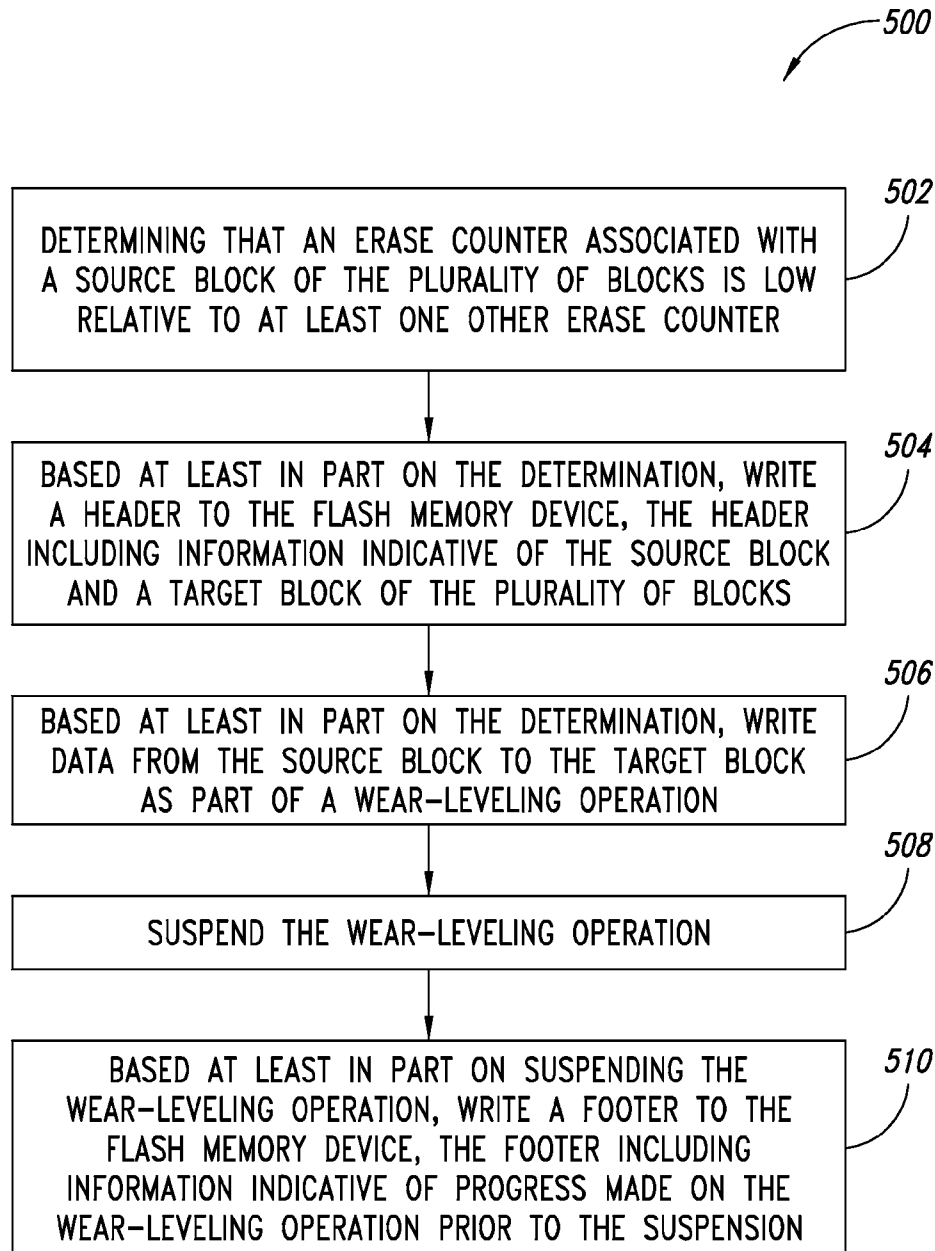 500
502
DETERMINING THAT AN ERASE COUNTER ASSOCIATED WITH
A SOURCE BLOCK OF THE PLURALITY OF BLOCKS IS LOW
RELATIVE TO AT LEAST ONE OTHER ERASE COUNTER
504
BASED AT LEAST IN PART ON THE DETERMINATION, WRITE
A HEADER TO THE FLASH MEMORY DEVICE, THE HEADER
INCLUDING INFORMATION INDICATIVE OF THE SOURCE BLOCK
AND A TARGET BLOCK OF THE PLURALITY OF BLOCKS
506
BASED AT LEAST IN PART ON THE DETERMINATION, WRITE
DATA FROM THE SOURCE BLOCK TO THE TARGET BLOCK
AS PART OF A WEAR–LEVELING OPERATION
508
SUSPEND THE WEAR–LEVELING OPERATION
510
BASED AT LEAST IN PART ON SUSPENDING THE
WEAR–LEVELING OPERATION, WRITE A FOOTER TO THE
FLASH MEMORY DEVICE, THE FOOTER INCLUDING
INFORMATION INDICATIVE OF PROGRESS MADE ON THE
WEAR–LEVELING OPERATION PRIOR TO THE SUSPENSION